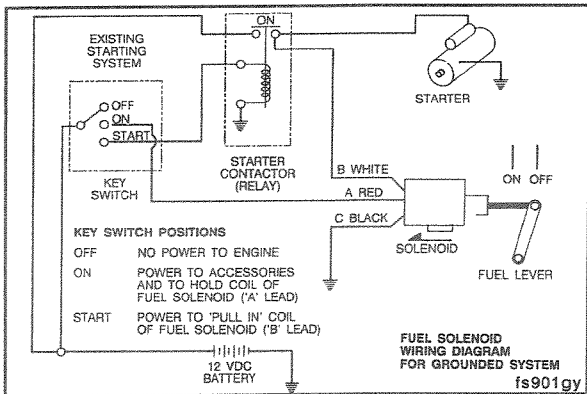 ON
EXISTING
STARTING
SYSTEM
OFF
ON
START
KEY
SWITCH
STARTER
CONTACTOR
(RELAY)
STARTER
B WHITE
A RED
C BLACK
ON OFF
SOLENOID
FUEL LEVER
KEY SWITCH POSITIONS
OFF NO POWER TO ENGINE
ON POWER TO ACCESSORIES
AND TO HOLD COIL OF
FUEL SOLENOID ('A' LEAD)
START POWER TO 'PULL IN' COIL
OF FUEL SOLENOID ('B' LEAD)
12 VDC
BATTERY
FUEL SOLENOID
WIRING DIAGRAM
FOR GROUNDED SYSTEM
fs901gy